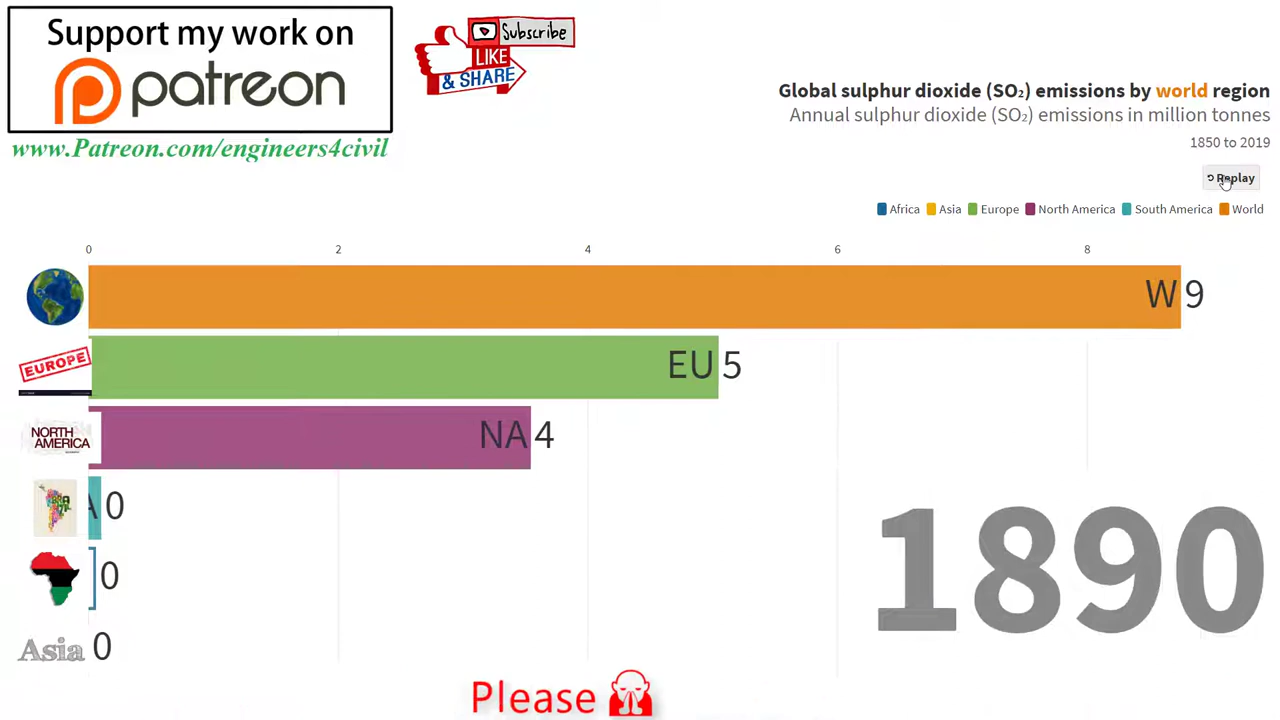 Support my work on
patreon
www.Patreon.com/engineers4civil
Subscribe
LIKE
& SHARE
Global sulphur dioxide (SO₂) emissions by world region
Annual sulphur dioxide (SO₂) emissions in million tonnes
1850 to 2019
Replay
Africa Asia Europe North America South America World
0 2 4 6 8
W 9
EUROPE
EU 5
NORTH
AMERICA
NA 4
A 0
0
Asia 0
1890
Please